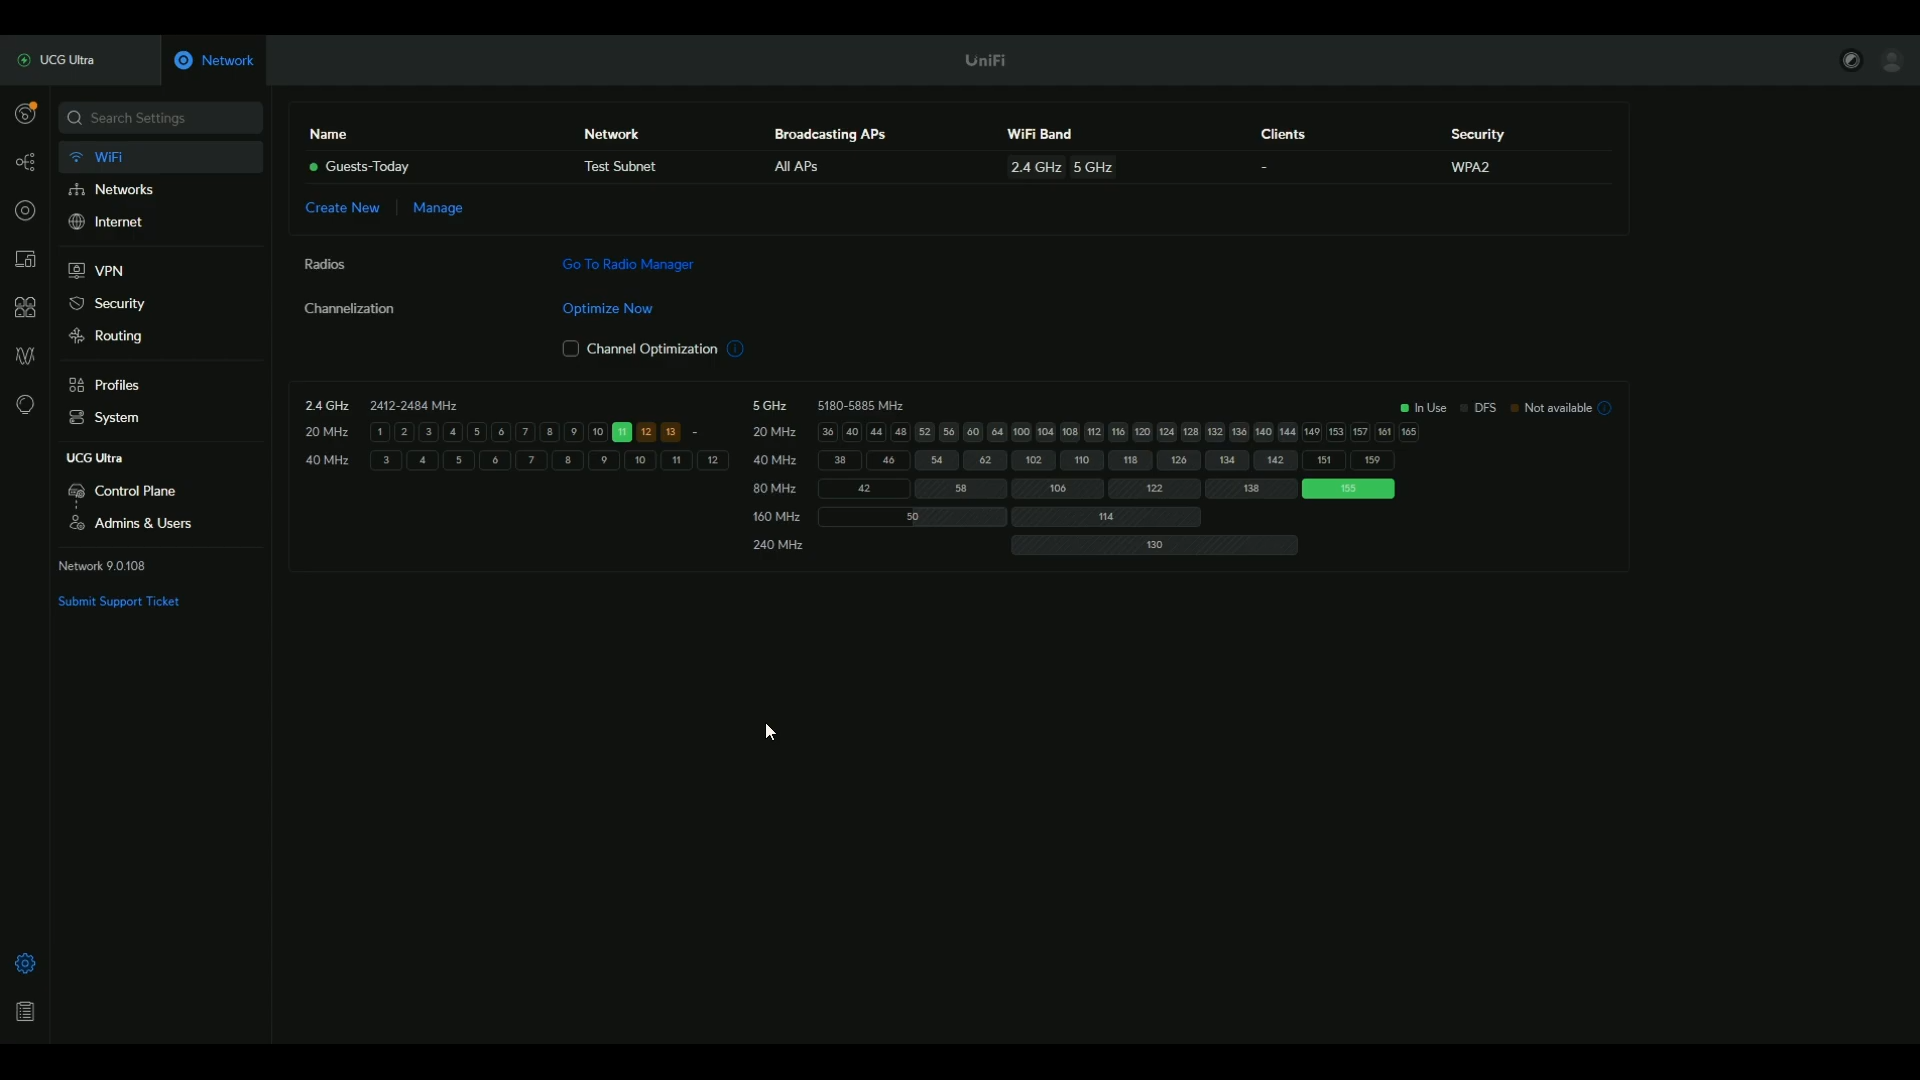 UCG Ultra
Network
UniFi
Search Settings
WiFi
Networks
Internet
VPN
Security
Routing
Profiles
System
UCG Ultra
Control Plane
Admins & Users
Network 9.0.108
Submit Support Ticket
Name Network Broadcasting APs WiFi Band Clients Security
Guests-Today Test Subnet All APs 2.4 GHz 5 GHz - WPA2
Create New Manage
Radios Go To Radio Manager
Channelization Optimize Now
Channel Optimization
2.4 GHz 2412-2484 MHz
20 MHz 1 2 3 4 5 6 7 8 9 10 11 12 13 -
40 MHz 3 4 5 6 7 8 9 10 11 12
5 GHz 5180-5885 MHz In Use DFS Not available
20 MHz 36 40 44 48 52 56 60 64 100 104 108 112 116 120 124 128 132 136 140 144 149 153 157 161 165
40 MHz 38 46 54 62 102 110 118 126 134 142 151 159
80 MHz 42 58 106 122 138 155
160 MHz 50 114
240 MHz 130